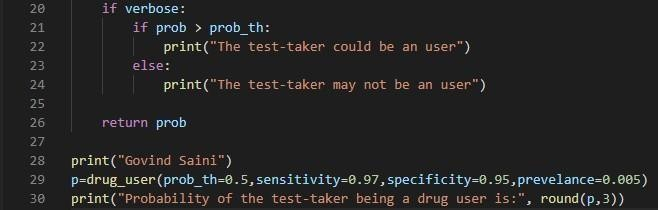 20 if verbose:
21 if prob > prob_th:
22 print("The test-taker could be an user")
23 else:
24 print("The test-taker may not be an user")
25
26 return prob
27
28 print("Govind Saini")
29 p=drug_user(prob_th=0.5,sensitivity=0.97,specificity=0.95,prevelance=0.005)
30 print("Probability of the test-taker being a drug user is:", round(p,3))